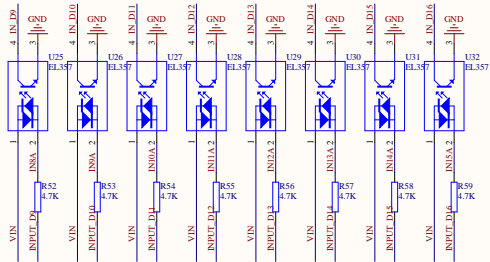 IN_D9
GND
IN_D10
GND
IN_D11
GND
IN_D12
GND
IN_D13
GND
IN_D14
GND
IN_D15
GND
IN_D16
GND
4
3
4
3
4
3
4
3
4
3
4
3
4
3
4
3
U25
EL357
U26
EL357
U27
EL357
U28
EL357
U29
EL357
U30
EL357
U31
EL357
U32
EL357
1
2
1
2
1
2
1
2
1
2
1
2
1
2
1
2
IN8A
IN9A
IN10A
IN11A
IN12A
IN13A
IN14A
IN15A
R52
4.7K
R53
4.7K
R54
4.7K
R55
4.7K
R56
4.7K
R57
4.7K
R58
4.7K
R59
4.7K
VIN
INPUT_D9
VIN
INPUT_D10
VIN
INPUT_D11
VIN
INPUT_D12
VIN
INPUT_D13
VIN
INPUT_D14
VIN
INPUT_D15
VIN
INPUT_D16